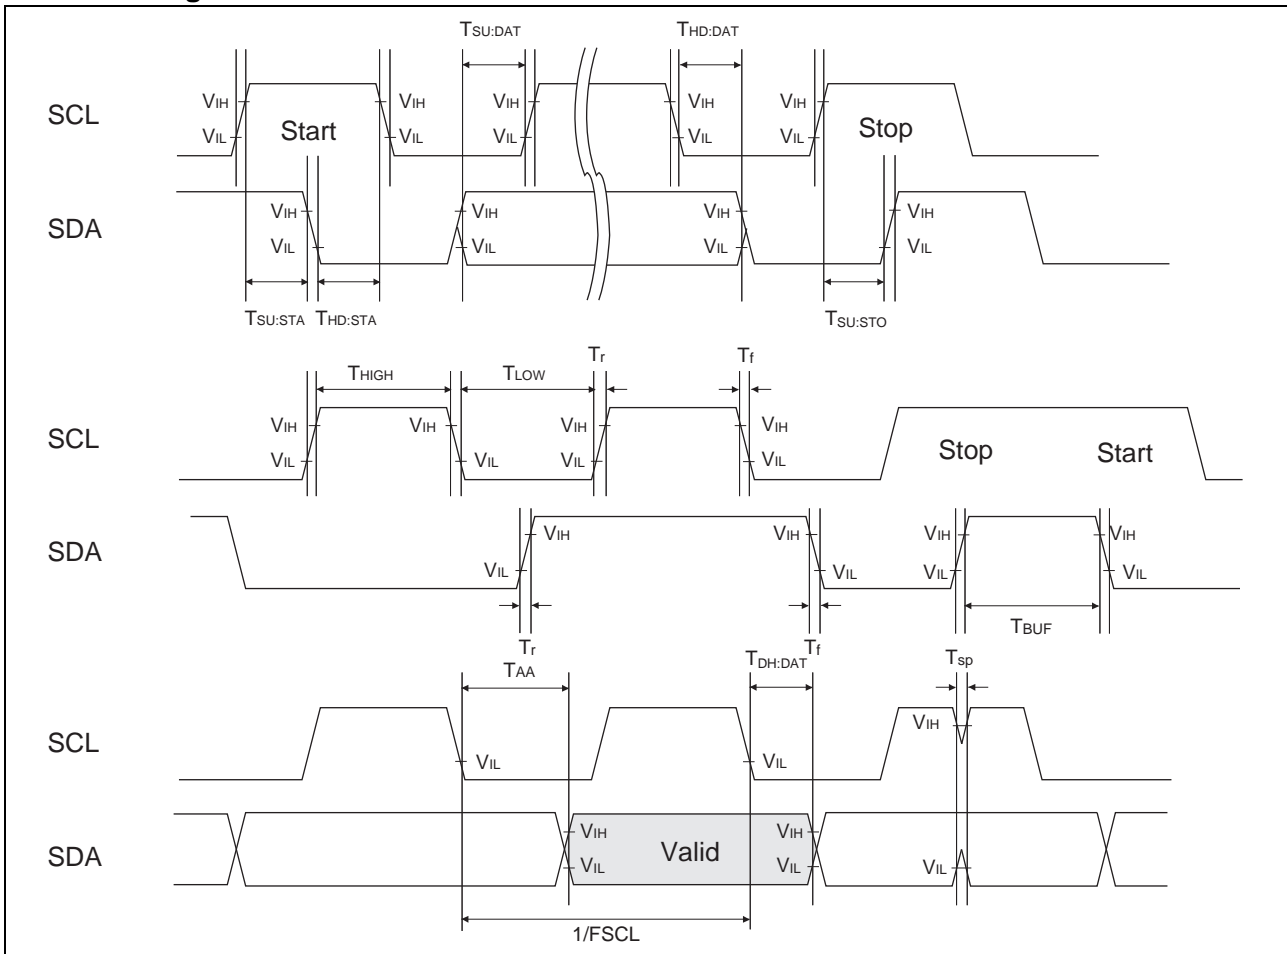 g
TSU:DAT THD:DAT
SCL VIH VIH VIH VIH VIH
VIL Start VIL VIL VIL VIL Stop
SDA VIH VIH VIH VIH
VIL VIL VIL VIL
TSU:STA THD:STA TSU:STO
Tr Tf
THIGH TLOW
SCL VIH VIH VIH VIH
VIL VIL VIL VIL Stop Start
SDA VIH VIH VIH VIH
VIL VIL VIL VIL
TBUF
Tr Tf
TAA TDH:DAT Tsp
SCL VIH
VIL VIL
SDA VIH VIH
VIL Valid VIL VIL
1/FSCL